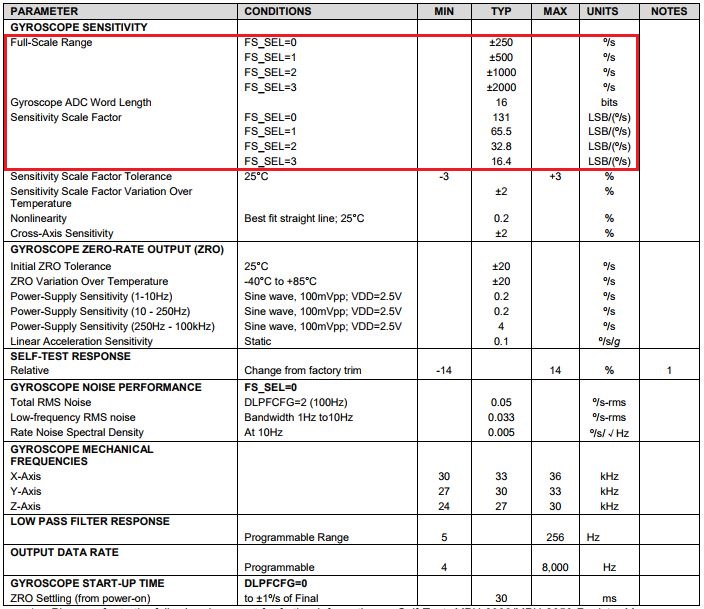 PARAMETER CONDITIONS MIN TYP MAX UNITS NOTES
GYROSCOPE SENSITIVITY
Full-Scale Range FS_SEL=0 ±250 º/s
FS_SEL=1 ±500 º/s
FS_SEL=2 ±1000 º/s
FS_SEL=3 ±2000 º/s
Gyroscope ADC Word Length 16 bits
Sensitivity Scale Factor FS_SEL=0 131 LSB/(º/s)
FS_SEL=1 65.5 LSB/(º/s)
FS_SEL=2 32.8 LSB/(º/s)
FS_SEL=3 16.4 LSB/(º/s)
Sensitivity Scale Factor Tolerance 25°C -3 +3 %
Sensitivity Scale Factor Variation Over ±2 %
Temperature
Nonlinearity Best fit straight line; 25°C 0.2 %
Cross-Axis Sensitivity ±2 %
GYROSCOPE ZERO-RATE OUTPUT (ZRO)
Initial ZRO Tolerance 25°C ±20 º/s
ZRO Variation Over Temperature -40°C to +85°C ±20 º/s
Power-Supply Sensitivity (1-10Hz) Sine wave, 100mVpp; VDD=2.5V 0.2 º/s
Power-Supply Sensitivity (10 - 250Hz) Sine wave, 100mVpp; VDD=2.5V 0.2 º/s
Power-Supply Sensitivity (250Hz - 100kHz) Sine wave, 100mVpp; VDD=2.5V 4 º/s
Linear Acceleration Sensitivity Static 0.1 º/s/g
SELF-TEST RESPONSE
Relative Change from factory trim -14 14 % 1
GYROSCOPE NOISE PERFORMANCE FS_SEL=0
Total RMS Noise DLPFCFG=2 (100Hz) 0.05 º/s-rms
Low-frequency RMS noise Bandwidth 1Hz to10Hz 0.033 º/s-rms
Rate Noise Spectral Density At 10Hz 0.005 º/s/ √ Hz
GYROSCOPE MECHANICAL
FREQUENCIES
X-Axis 30 33 36 kHz
Y-Axis 27 30 33 kHz
Z-Axis 24 27 30 kHz
LOW PASS FILTER RESPONSE
Programmable Range 5 256 Hz
OUTPUT DATA RATE
Programmable 4 8,000 Hz
GYROSCOPE START-UP TIME DLPFCFG=0
ZRO Settling (from power-on) to ±1º/s of Final 30 ms